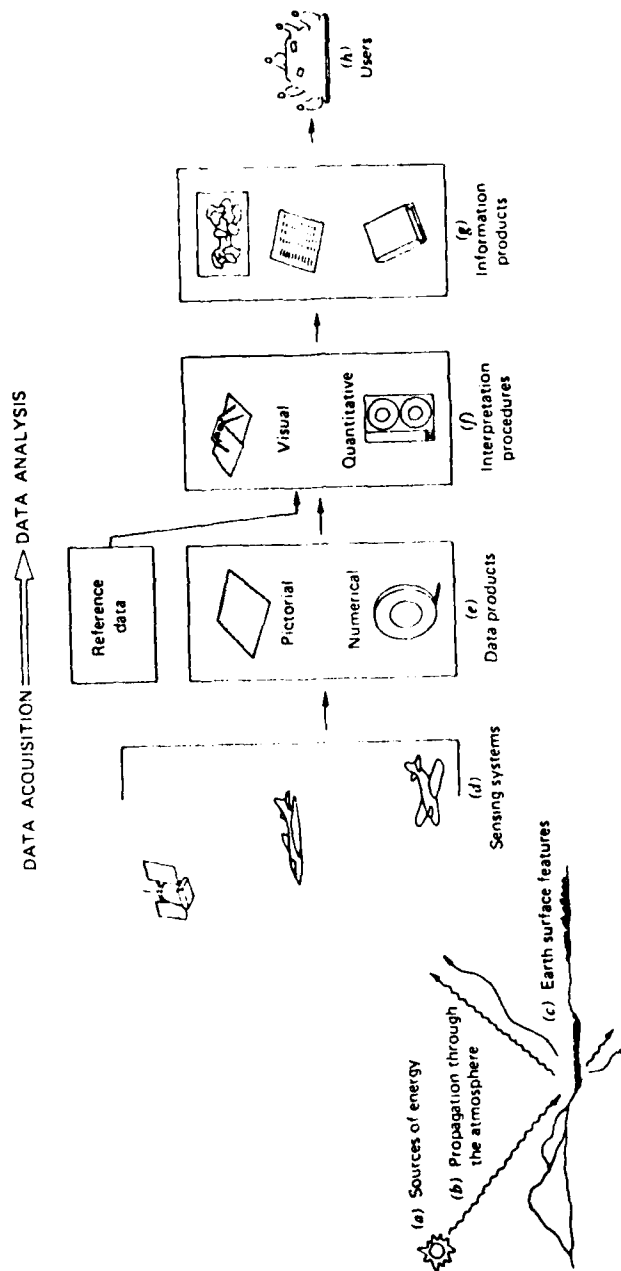 DATA ACQUISITION
DATA ANALYSIS
(a) Sources of energy
(b) Propagation through
the atmosphere
(c) Earth surface features
(d)
Sensing systems
Reference
data
Pictorial
Numerical
(e)
Data products
Visual
Quantitative
(f)
Interpretation
procedures
(g)
Information
products
(h)
Users